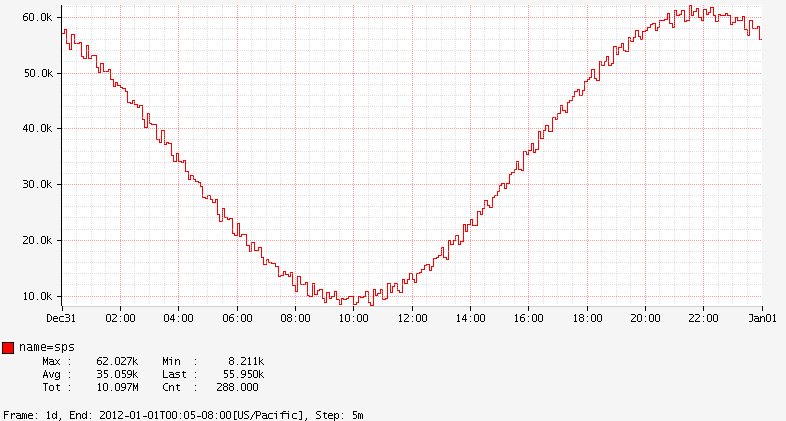 60.0k
50.0k
40.0k
30.0k
20.0k
10.0k
Dec31 02:00 04:00 06:00 08:00 10:00 12:00 14:00 16:00 18:00 20:00 22:00 Jan01
name=sps
Max : 62.027k Min : 8.211k
Avg : 35.059k Last : 55.950k
Tot : 10.097M Cnt : 288.000
Frame: 1d, End: 2012-01-01T00:05-08:00[US/Pacific], Step: 5m